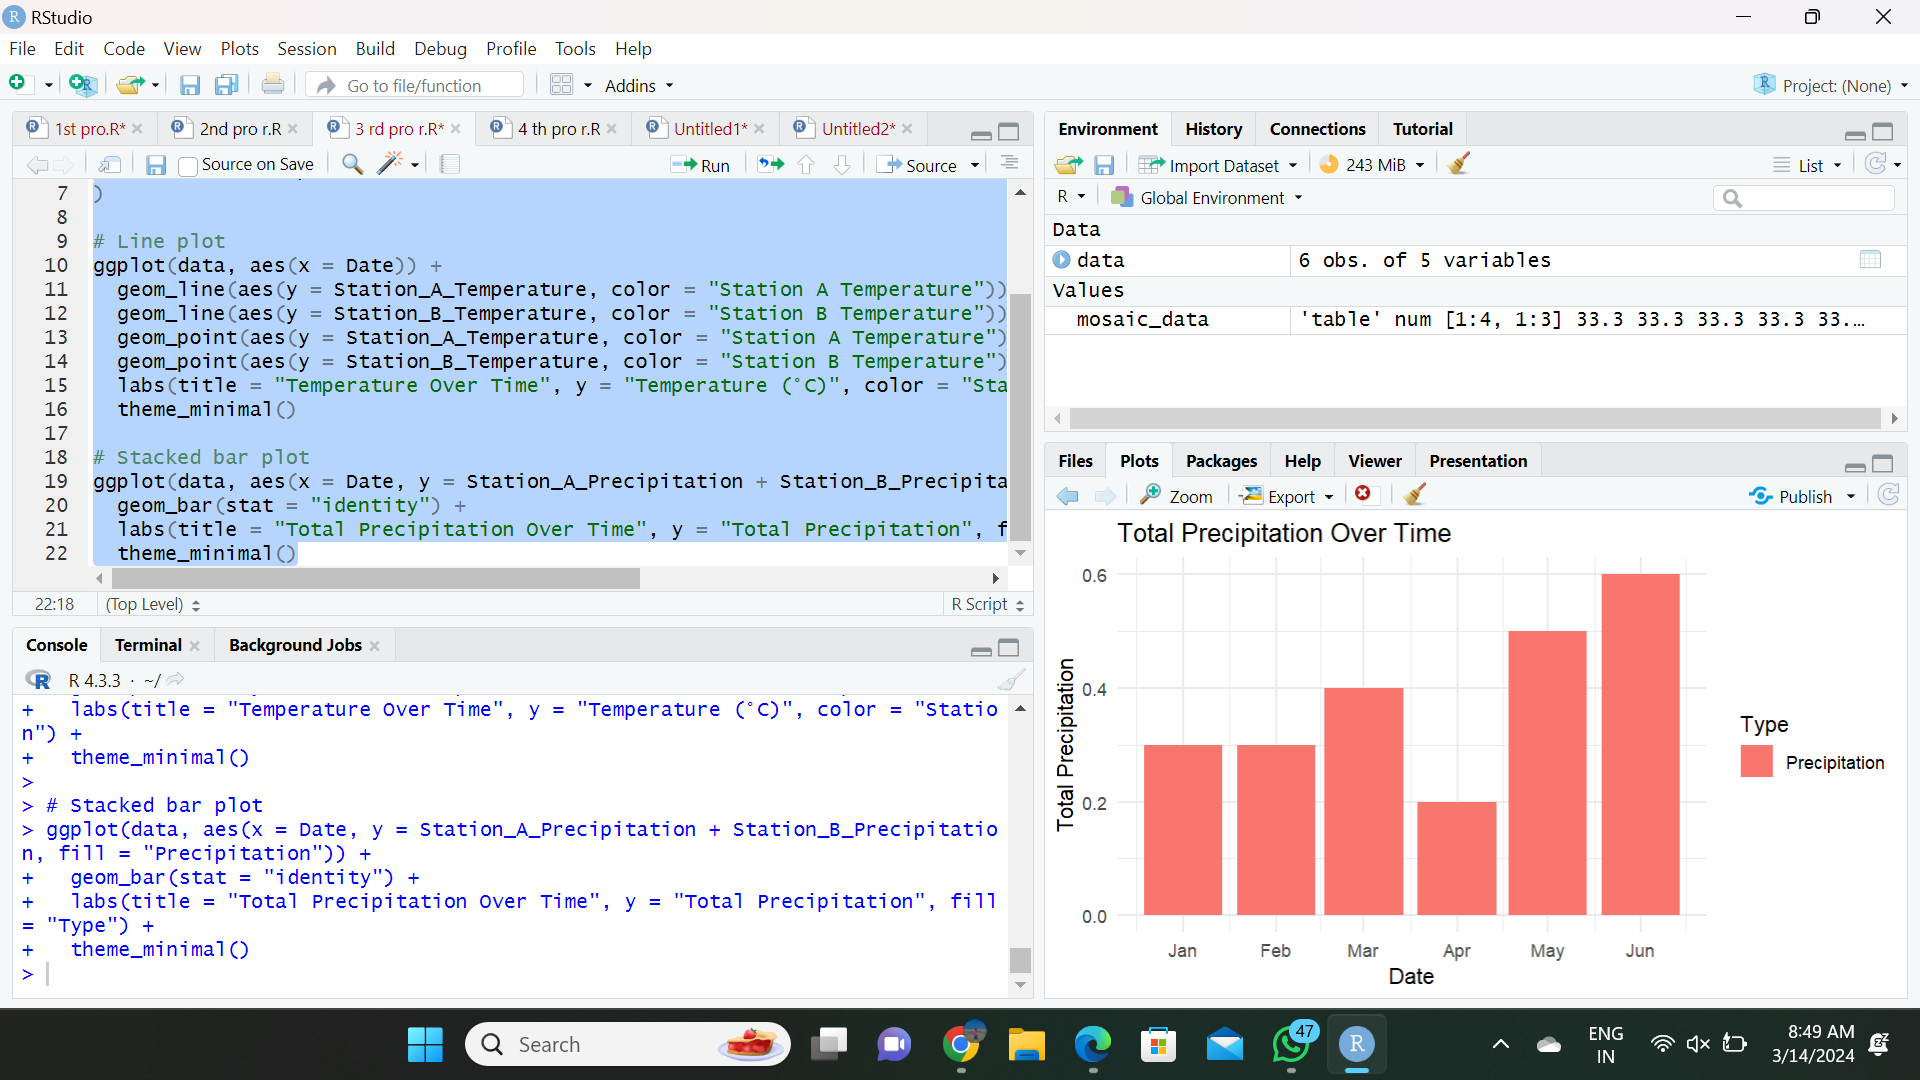 RStudio
File Edit Code View Plots Session Build Debug Profile Tools Help
Go to file/function Addins Project: (None)
1st pro.R* 2nd pro r.R 3 rd pro r.R* 4 th pro r.R Untitled1* Untitled2*
Source on Save Run Source
7 )
8
9 # Line plot
10 ggplot(data, aes(x = Date)) +
11 geom_line(aes(y = Station_A_Temperature, color = "Station A Temperature"))
12 geom_line(aes(y = Station_B_Temperature, color = "Station B Temperature"))
13 geom_point(aes(y = Station_A_Temperature, color = "Station A Temperature")
14 geom_point(aes(y = Station_B_Temperature, color = "Station B Temperature")
15 labs(title = "Temperature Over Time", y = "Temperature (°C)", color = "Sta
16 theme_minimal()
17
18 # Stacked bar plot
19 ggplot(data, aes(x = Date, y = Station_A_Precipitation + Station_B_Precipita
20 geom_bar(stat = "identity") +
21 labs(title = "Total Precipitation Over Time", y = "Total Precipitation", f
22 theme_minimal()
22:18 (Top Level) R Script
Console Terminal Background Jobs
R 4.3.3 · ~/
+ labs(title = "Temperature Over Time", y = "Temperature (°C)", color = "Statio
n") +
+ theme_minimal()
>
> # Stacked bar plot
> ggplot(data, aes(x = Date, y = Station_A_Precipitation + Station_B_Precipitatio
n, fill = "Precipitation")) +
+ geom_bar(stat = "identity") +
+ labs(title = "Total Precipitation Over Time", y = "Total Precipitation", fill
= "Type") +
+ theme_minimal()
>
Environment History Connections Tutorial
Import Dataset 243 MiB List
R Global Environment
Data
data 6 obs. of 5 variables
Values
mosaic_data 'table' num [1:4, 1:3] 33.3 33.3 33.3 33.3 33...
Files Plots Packages Help Viewer Presentation
Zoom Export Publish
Total Precipitation Over Time
Total Precipitation
0.6
0.4
0.2
0.0
Jan Feb Mar Apr May Jun
Date
Type
Precipitation
Search
47
ENG
IN
8:49 AM
3/14/2024